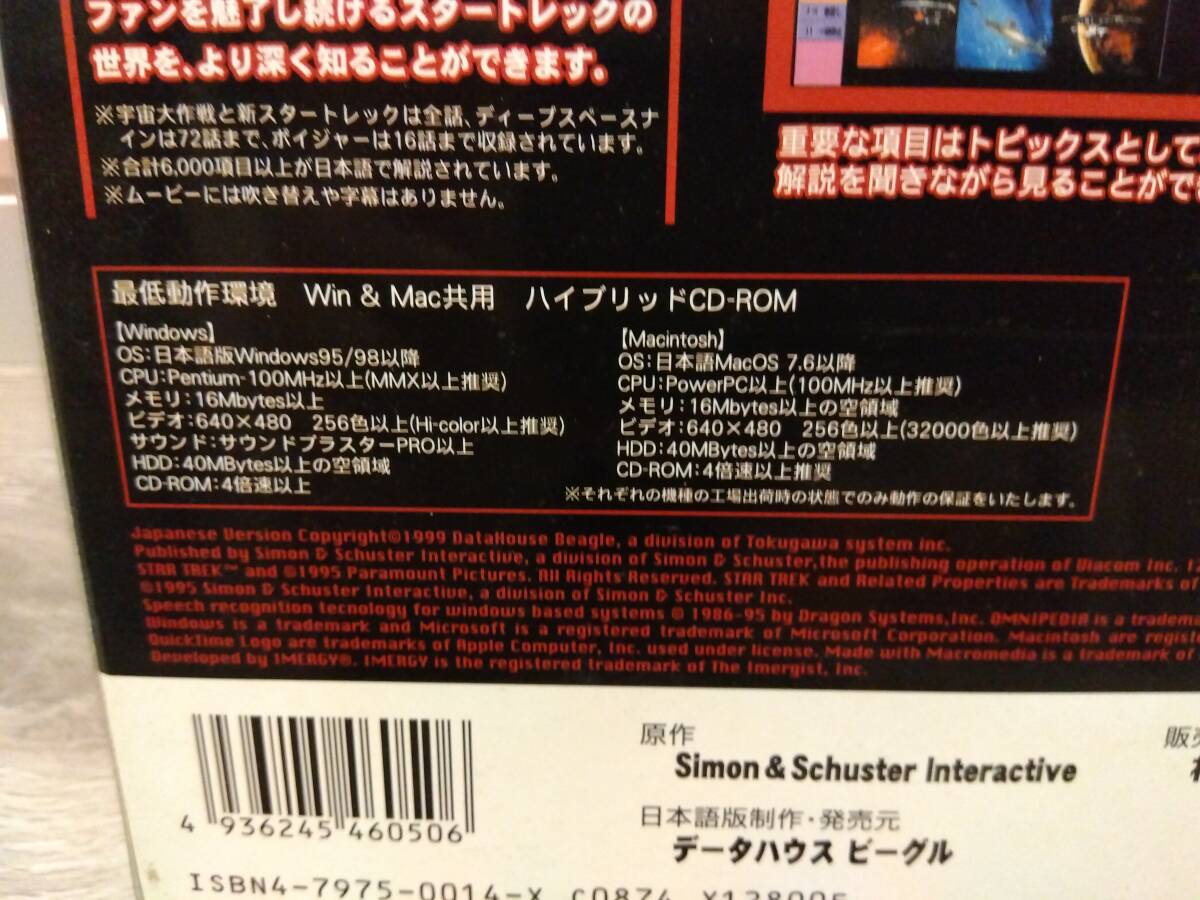 ファンを魅了し続けるスタートレックの
世界を、より深く知ることができます。
※宇宙大作戦と新スタートレックは全話、ディープスペースナ
インは72話まで、ボイジャーは16話まで収録されています。
※合計6,000項目以上が日本語で解説されています。
※ムービーには吹き替えや字幕はありません。
重要な項目はトピックスとして
解説を聞きながら見ることがで
最低動作環境 Win & Mac共用 ハイブリッドCD-ROM
【Windows】
OS:日本語版Windows95/98以降
CPU:Pentium-100MHz以上(MMX以上推奨)
メモリ:16Mbytes以上
ビデオ:640×480 256色以上(Hi-color以上推奨)
サウンド:サウンドブラスターPRO以上
HDD:40MBytes以上の空領域
CD-ROM:4倍速以上
【Macintosh】
OS:日本語MacOS 7.6以降
CPU:PowerPC以上(100MHz以上推奨)
メモリ:16Mbytes以上の空領域
ビデオ:640×480 256色以上(32000色以上推奨)
HDD:40MBytes以上の空領域
CD-ROM:4倍速以上推奨
※それぞれの機種の工場出荷時の状態でのみ動作の保証をいたします。
Japanese Version Copyright©1999 DataHouse Beagle, a division of Tokugawa system inc.
Published by Simon & Schuster Interactive, a division of Simon & Schuster,the publishing operation of Viacom Inc. 12
STAR TREK™ and ©1995 Paramount Pictures. All Rights Reserved. STAR TREK and Related Properties are Trademarks of
©1995 Simon & Schuster Interactive, a division of Simon & Schuster Inc.
Speech recognition tecnology for windows based systems © 1986-95 by Dragon Systems,Inc. OMNIPEDIA is a trademar
Windows is a trademark and Microsoft is a registered trademark of Microsoft Corporation. Macintosh are regist
QuickTime Logo are trademarks of Apple Computer, Inc. used under license. Made with Macromedia is a trademark of
Developed by IMERGY®. IMERGY is the registered trademark of The Imergist, Inc.
4 936245 460506
ISBN4-7975-0014-X C0874 ¥12800E
原作
Simon & Schuster Interactive
日本語版制作・発売元
データハウス ビーグル
販売